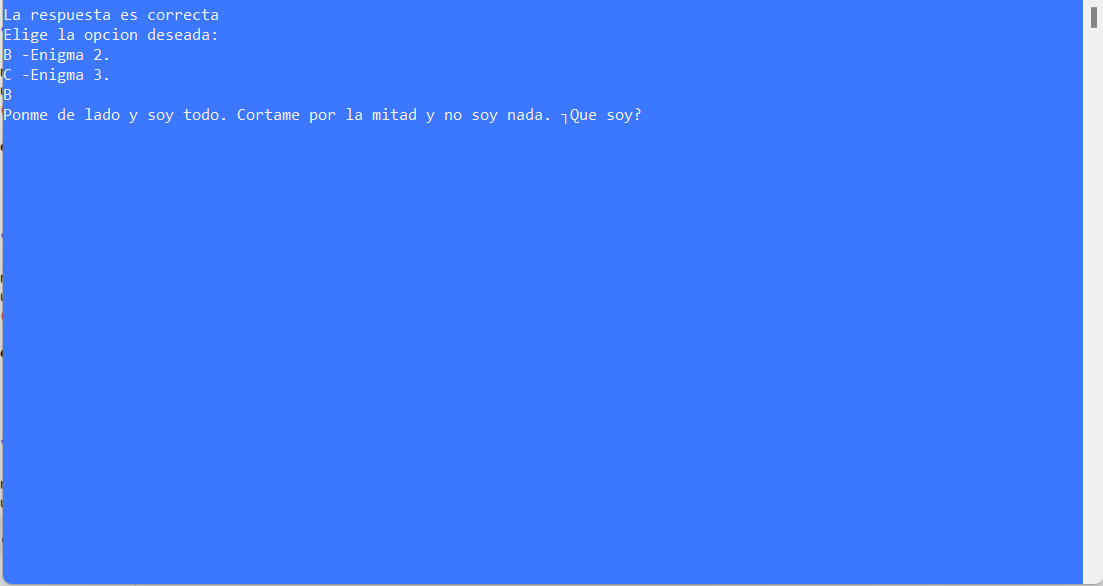 La respuesta es correcta
Elige la opcion deseada:
B -Enigma 2.
C -Enigma 3.
B
Ponme de lado y soy todo. Cortame por la mitad y no soy nada. ┐Que soy?